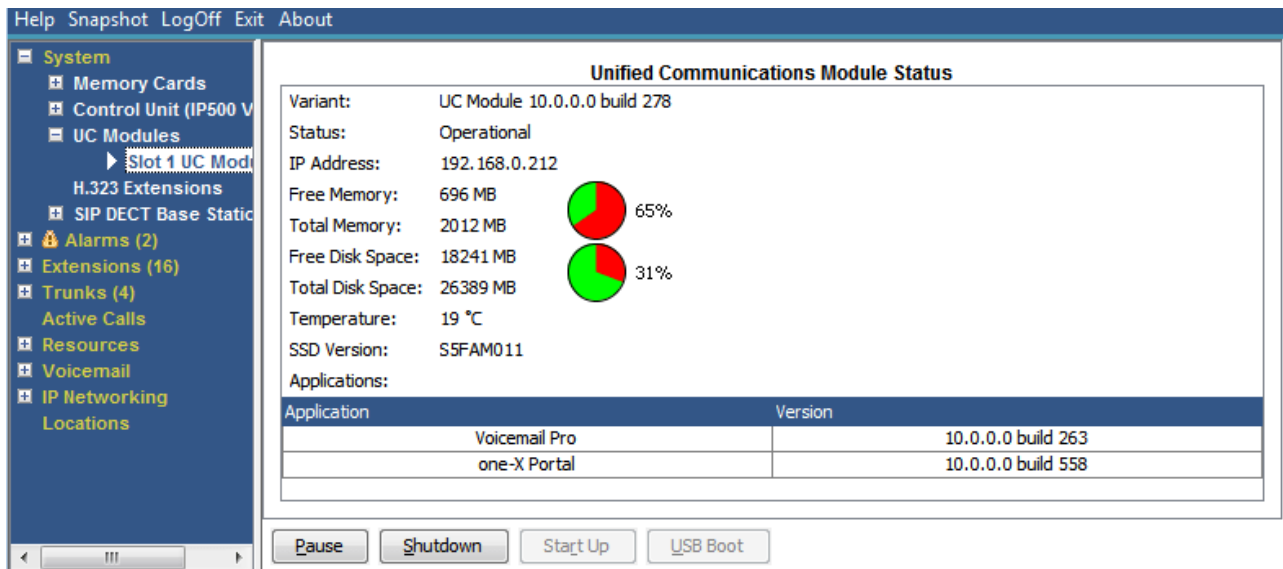 Help Snapshot LogOff Exit About
System
Memory Cards
Control Unit (IP500 V
UC Modules
Slot 1 UC Modu
H.323 Extensions
SIP DECT Base Static
Alarms (2)
Extensions (16)
Trunks (4)
Active Calls
Resources
Voicemail
IP Networking
Locations
Unified Communications Module Status
Variant: UC Module 10.0.0.0 build 278
Status: Operational
IP Address: 192.168.0.212
Free Memory: 696 MB
65%
Total Memory: 2012 MB
Free Disk Space: 18241 MB
31%
Total Disk Space: 26389 MB
Temperature: 19 °C
SSD Version: S5FAM011
Applications:
Application Version
Voicemail Pro 10.0.0.0 build 263
one-X Portal 10.0.0.0 build 558
Pause Shutdown Start Up USB Boot